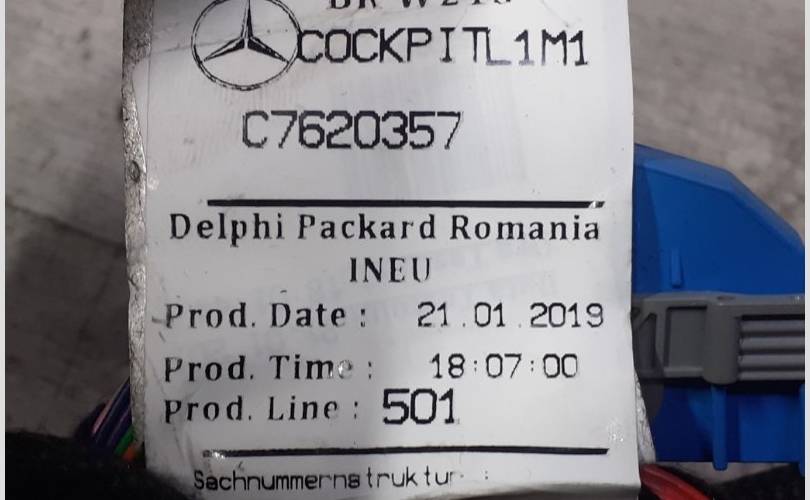 COCKPITL1M1
C7620357
Delphi Packard Romania
INEU
Prod. Date : 21.01.2019
Prod. Time : 18:07:00
Prod. Line : 501
Sachnummernstruktur :